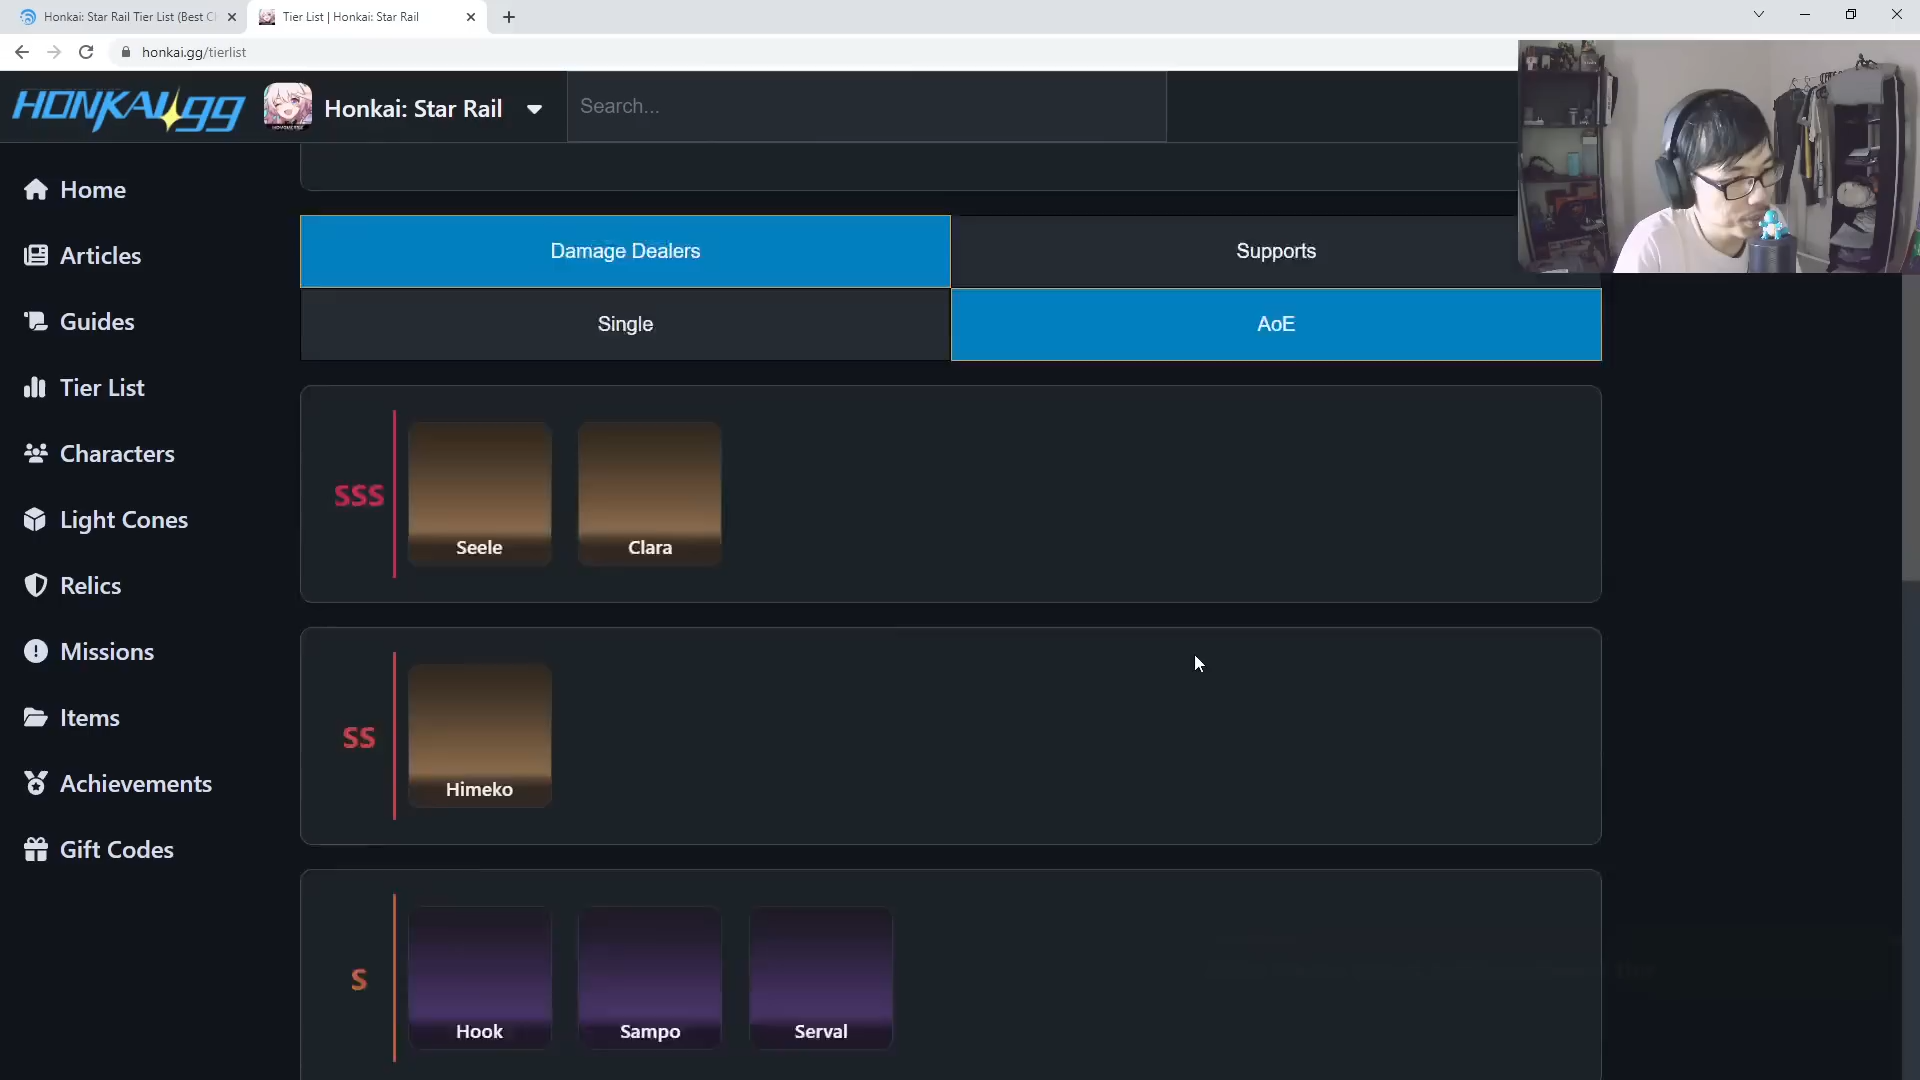 Honkai: Star Rail Tier List (Best C
Tier List | Honkai: Star Rail
honkai.gg/tierlist
HONKAI.gg
Honkai: Star Rail
Search...
Home
Articles
Guides
Tier List
Characters
Light Cones
Relics
Missions
Items
Achievements
Gift Codes
Damage Dealers
Supports
Single
AoE
SSS
Seele
Clara
SS
Himeko
S
Hook
Sampo
Serval